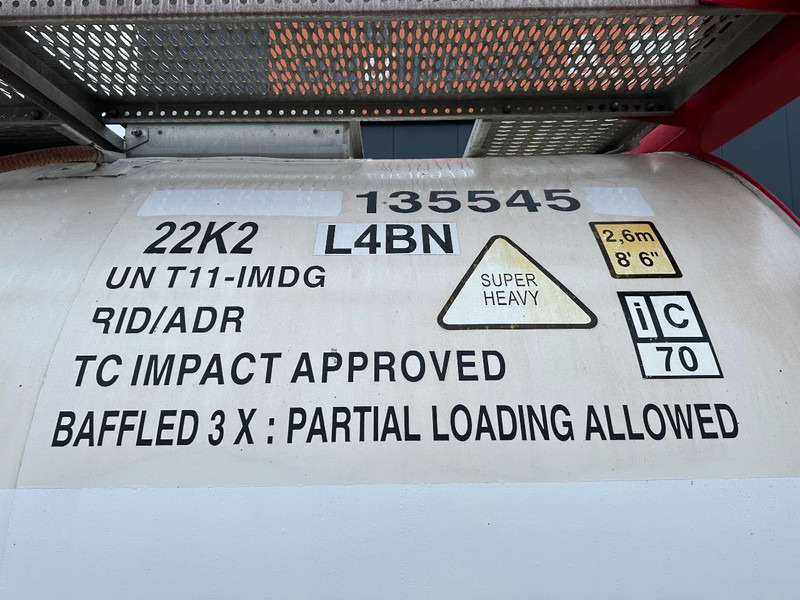 135545
22K2 L4BN
2,6m
8' 6"
UN T11-IMDG
SUPER
HEAVY
RID/ADR
i C
70
TC IMPACT APPROVED
BAFFLED 3 X : PARTIAL LOADING ALLOWED